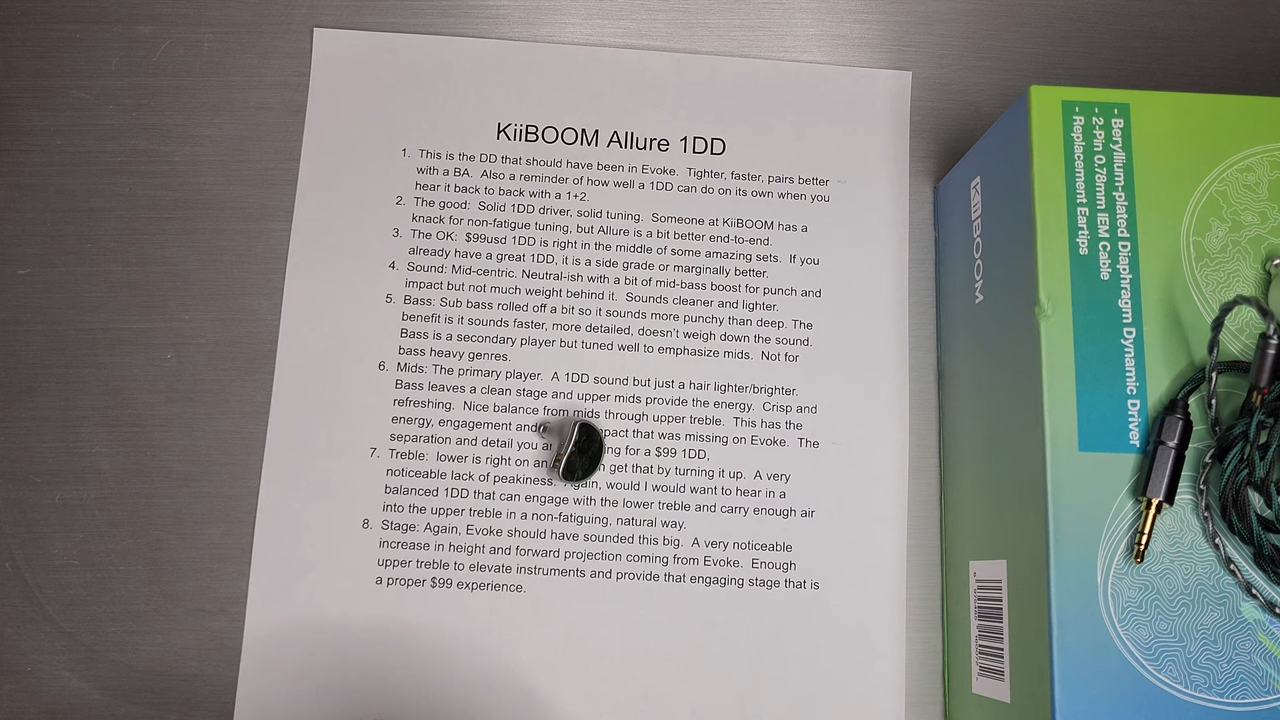 KiiBOOM Allure 1DD
1. This is the DD that should have been in Evoke. Tighter, faster, pairs better
with a BA. Also a reminder of how well a 1DD can do on its own when you
hear it back to back with a 1+2.
2. The good: Solid 1DD driver, solid tuning. Someone at KiiBOOM has a
knack for non-fatigue tuning, but Allure is a bit better end-to-end.
3. The OK: $99usd 1DD is right in the middle of some amazing sets. If you
already have a great 1DD, it is a side grade or marginally better.
4. Sound: Mid-centric. Neutral-ish with a bit of mid-bass boost for punch and
impact but not much weight behind it. Sounds cleaner and lighter.
5. Bass: Sub bass rolled off a bit so it sounds more punchy than deep. The
benefit is it sounds faster, more detailed, doesn't weigh down the sound.
Bass is a secondary player but tuned well to emphasize mids. Not for
bass heavy genres.
6. Mids: The primary player. A 1DD sound but just a hair lighter/brighter.
Bass leaves a clean stage and upper mids provide the energy. Crisp and
refreshing. Nice balance from mids through upper treble. This has the
energy, engagement and pact that was missing on Evoke. The
separation and detail you ing for a $99 1DD,
7. Treble: lower is right on an get that by turning it up. A very
noticeable lack of peakiness. Again, would I would want to hear in a
balanced 1DD that can engage with the lower treble and carry enough air
into the upper treble in a non-fatiguing, natural way.
8. Stage: Again, Evoke should have sounded this big. A very noticeable
increase in height and forward projection coming from Evoke. Enough
upper treble to elevate instruments and provide that engaging stage that is
a proper $99 experience.
KIIBOOM
- Beryllium-plated Diaphragm Dynamic Driver
- 2-Pin 0.78mm IEM Cable
- Replacement Eartips